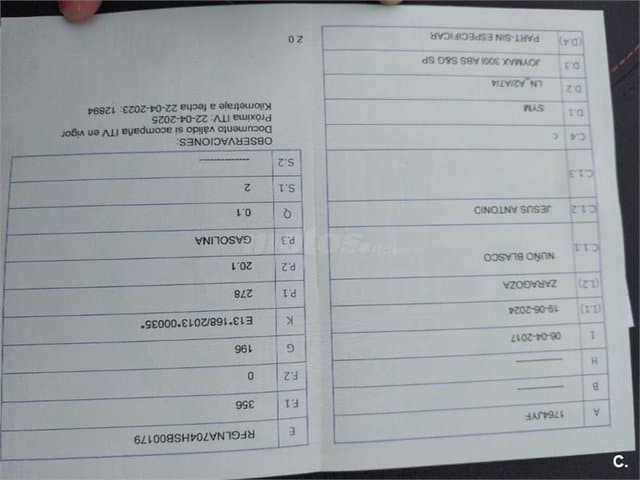 A 1764JYF
B ----------
H ----------
I 06-04-2017
(I.1) 19-06-2024
(I.2) ZARAGOZA
C.1.1 NUÑO BLASCO
C.1.2 JESUS ANTONIO
C.1.3
C.4 c
D.1 SYM
D.2 LN_A2/A7/4
D.3 JOYMAX 300I ABS S&G SP
(D.4) PART-SIN ESPECIFICAR
E RFGLNA704HSB00179
F.1 356
F.2 0
G 196
K E13*168/2013*00035*
P.1 278
P.2 20.1
P.3 GASOLINA
Q 0.1
S.1 2
S.2 ----------
OBSERVACIONES:
Documento válido si acompaña ITV en vigor
Próxima ITV: 22-04-2025
Kilometraje a fecha 22-04-2023: 12894
motos.net
C.